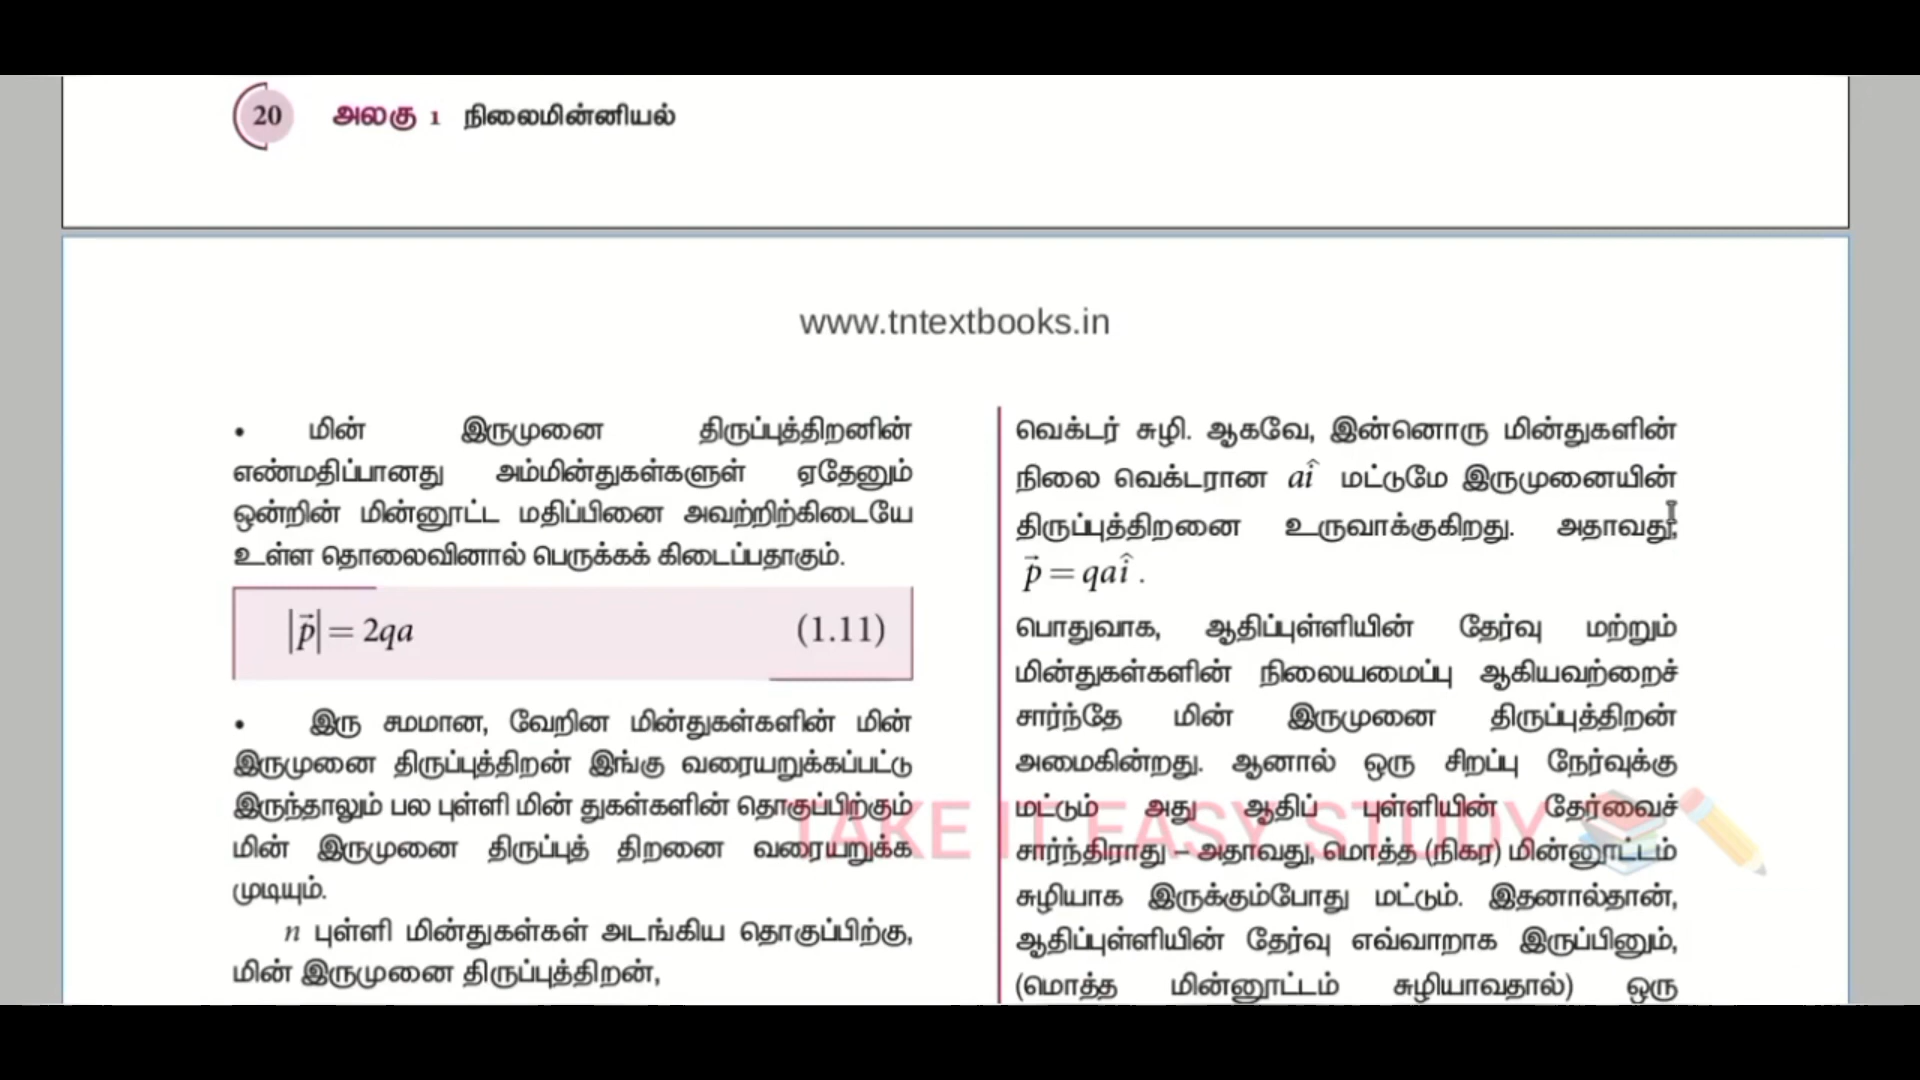 20 அலகு 1 நிலைமின்னியல்
www.tntextbooks.in
• மின் இருமுனை திருப்புத்திறனின்
எண்மதிப்பானது அம்மின்துகள்களுள் ஏதேனும்
ஒன்றின் மின்னூட்ட மதிப்பினை அவற்றிற்கிடையே
உள்ள தொலைவினால் பெருக்கக் கிடைப்பதாகும்.
|p⃗| = 2qa (1.11)
• இரு சமமான, வேறின மின்துகள்களின் மின்
இருமுனை திருப்புத்திறன் இங்கு வரையறுக்கப்பட்டு
இருந்தாலும் பல புள்ளி மின் துகள்களின் தொகுப்பிற்கும்
மின் இருமுனை திருப்புத் திறனை வரையறுக்க
முடியும்.
n புள்ளி மின்துகள்கள் அடங்கிய தொகுப்பிற்கு,
மின் இருமுனை திருப்புத்திறன்,
வெக்டர் சுழி. ஆகவே, இன்னொரு மின்துகளின்
நிலை வெக்டரான aî மட்டுமே இருமுனையின்
திருப்புத்திறனை உருவாக்குகிறது. அதாவது,
p⃗ = qaî .
பொதுவாக, ஆதிப்புள்ளியின் தேர்வு மற்றும்
மின்துகள்களின் நிலையமைப்பு ஆகியவற்றைச்
சார்ந்தே மின் இருமுனை திருப்புத்திறன்
அமைகின்றது. ஆனால் ஒரு சிறப்பு நேர்வுக்கு
மட்டும் அது ஆதிப் புள்ளியின் தேர்வைச்
சார்ந்திராது – அதாவது, மொத்த (நிகர) மின்னூட்டம்
சுழியாக இருக்கும்போது மட்டும். இதனால்தான்,
ஆதிப்புள்ளியின் தேர்வு எவ்வாறாக இருப்பினும்,
(மொத்த மின்னூட்டம் சுழியாவதால்) ஒரு
TAKE IT EASY STUDY